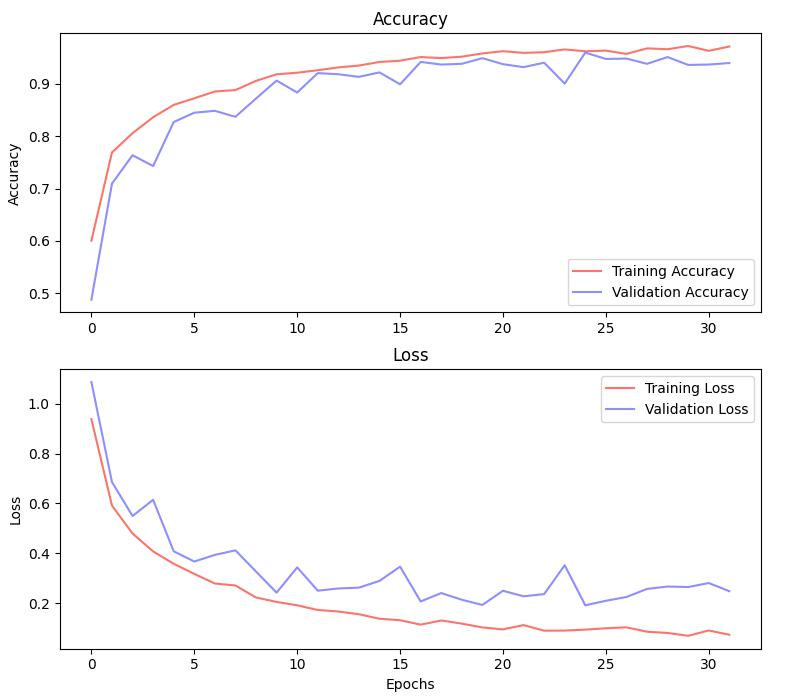 Accuracy
Accuracy
0.9
0.8
0.7
0.6
0.5
Training Accuracy
Validation Accuracy
0 5 10 15 20 25 30
Loss
Loss
1.0
0.8
0.6
0.4
0.2
Training Loss
Validation Loss
0 5 10 15 20 25 30
Epochs